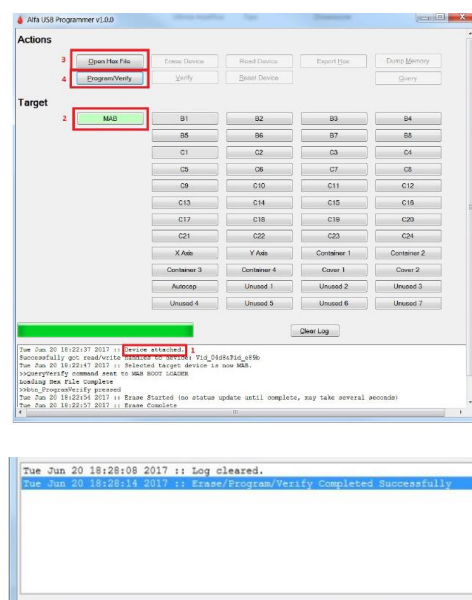 Alfa USB Programmer v1.0.0
Actions
3 Open Hex File Erase Device Read Device Export Hex Dump Memory
4 Program/Verify Verify Reset Device Query
Target
2 MAB B1 B2 B3 B4
B5 B6 B7 B8
C1 C2 C3 C4
C5 C6 C7 C8
C9 C10 C11 C12
C13 C14 C15 C16
C17 C18 C19 C20
C21 C22 C23 C24
X Axis Y Axis Container 1 Container 2
Container 3 Container 4 Cover 1 Cover 2
Autocap Unused 1 Unused 2 Unused 3
Unused 4 Unused 5 Unused 6 Unused 7
Clear Log
Tue Jun 20 18:22:37 2017 :: Device attached. 1
Successfully got read/write handles to device: Vid_04d8&Pid_e89b
Tue Jun 20 18:22:47 2017 :: Selected target device is now MAB.
>>QueryVerify command sent to MAB BOOT LOADER
Loading Hex File Complete
>>btn_ProgramVerify pressed
Tue Jun 20 18:22:54 2017 :: Erase Started (no status update until complete, may take several seconds)
Tue Jun 20 18:22:57 2017 :: Erase Complete
Tue Jun 20 18:28:08 2017 :: Log cleared.
Tue Jun 20 18:28:14 2017 :: Erase/Program/Verify Completed Successfully